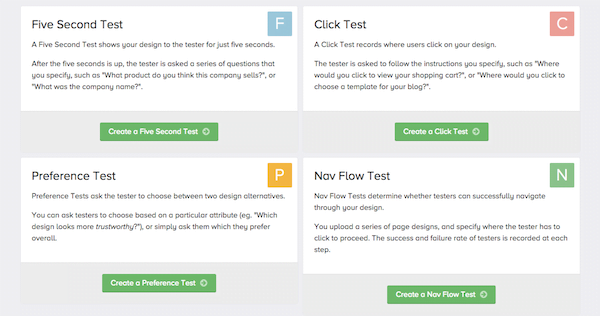 Five Second Test
F
A Five Second Test shows your design to the tester for just five seconds.
After the five seconds is up, the tester is asked a series of questions that
you specify, such as "What product do you think this company sells?", or
"What was the company name?".
Create a Five Second Test
Click Test
C
A Click Test records where users click on your design.
The tester is asked to follow the instructions you specify, such as "Where
would you click to view your shopping cart?", or "Where would you click to
choose a template for your blog?".
Create a Click Test
Preference Test
P
Preference Tests ask the tester to choose between two design alternatives.
You can ask testers to choose based on a particular attribute (eg. "Which
design looks more trustworthy?"), or simply ask them which they prefer
overall.
Create a Preference Test
Nav Flow Test
N
Nav Flow Tests determine whether testers can successfully navigate
through your design.
You upload a series of page designs, and specify where the tester has to
click to proceed. The success and failure rate of testers is recorded at each
step.
Create a Nav Flow Test